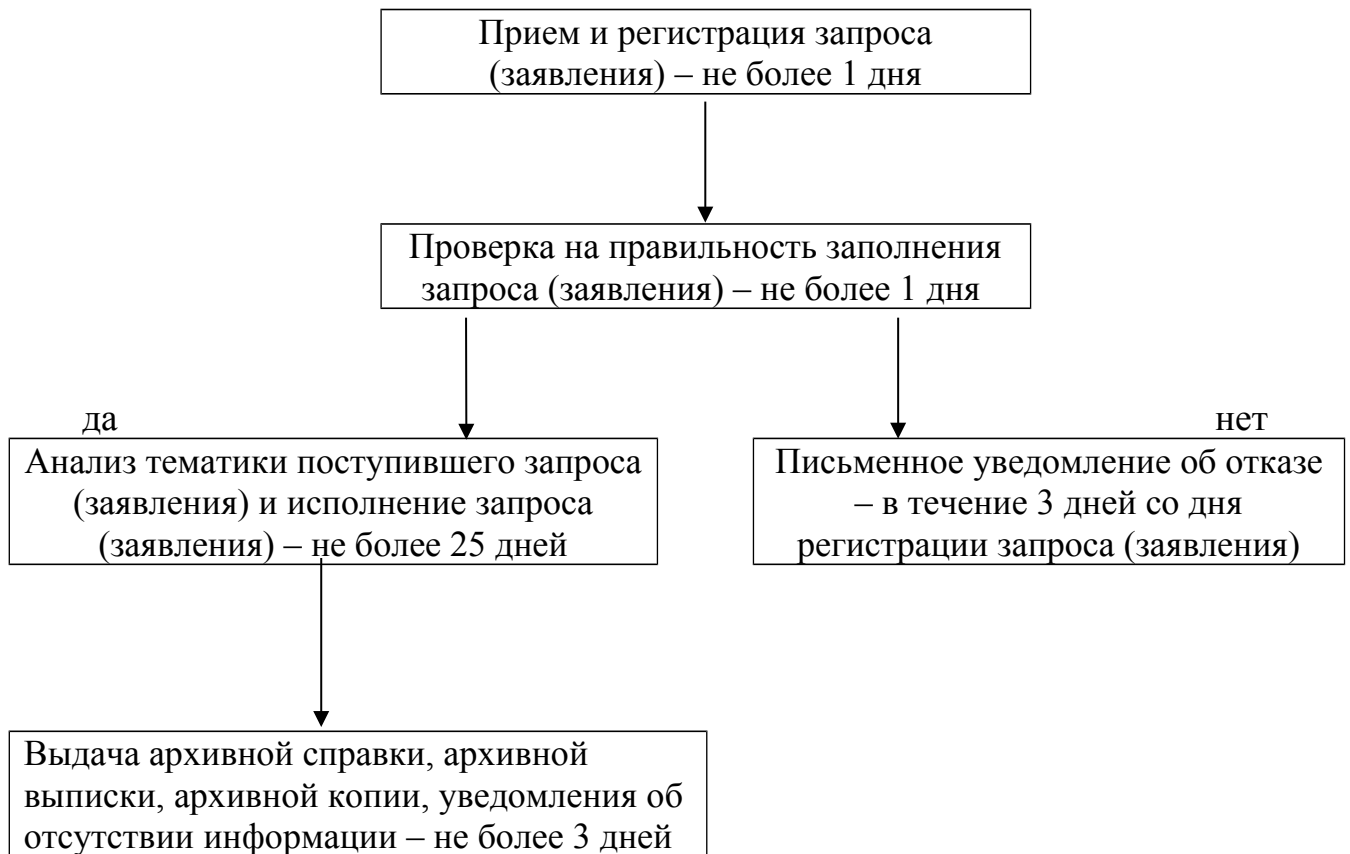 Прием и регистрация запроса
(заявления) – не более 1 дня
Проверка на правильность заполнения
запроса (заявления) – не более 1 дня
да
нет
Анализ тематики поступившего запроса
(заявления) и исполнение запроса
(заявления) – не более 25 дней
Письменное уведомление об отказе
– в течение 3 дней со дня
регистрации запроса (заявления)
Выдача архивной справки, архивной
выписки, архивной копии, уведомления об
отсутствии информации – не более 3 дней